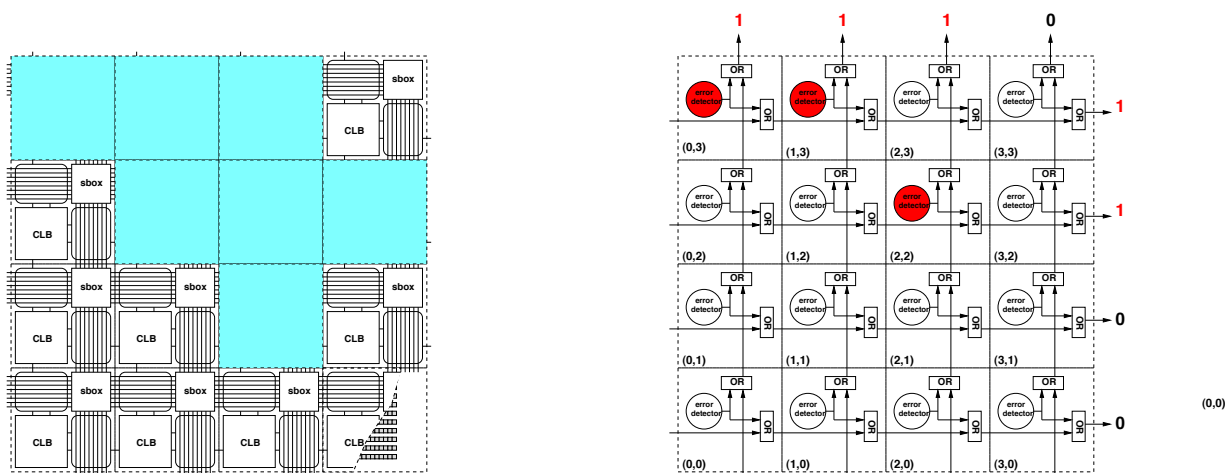 1 1 1 0
sbox OR OR OR OR
error detector error detector error detector error detector
CLB OR OR OR OR 1
(0,3) (1,3) (2,3) (3,3)
sbox OR OR OR OR
error detector error detector error detector error detector
CLB OR OR OR OR 1
(0,2) (1,2) (2,2) (3,2)
sbox sbox sbox OR OR OR OR
error detector error detector error detector error detector
CLB CLB CLB OR OR OR OR 0
(0,1) (1,1) (2,1) (3,1)
sbox sbox sbox OR OR OR OR
error detector error detector error detector error detector (0,0)
CLB CLB CLB CLB OR OR OR OR 0
(0,0) (1,0) (2,0) (3,0)